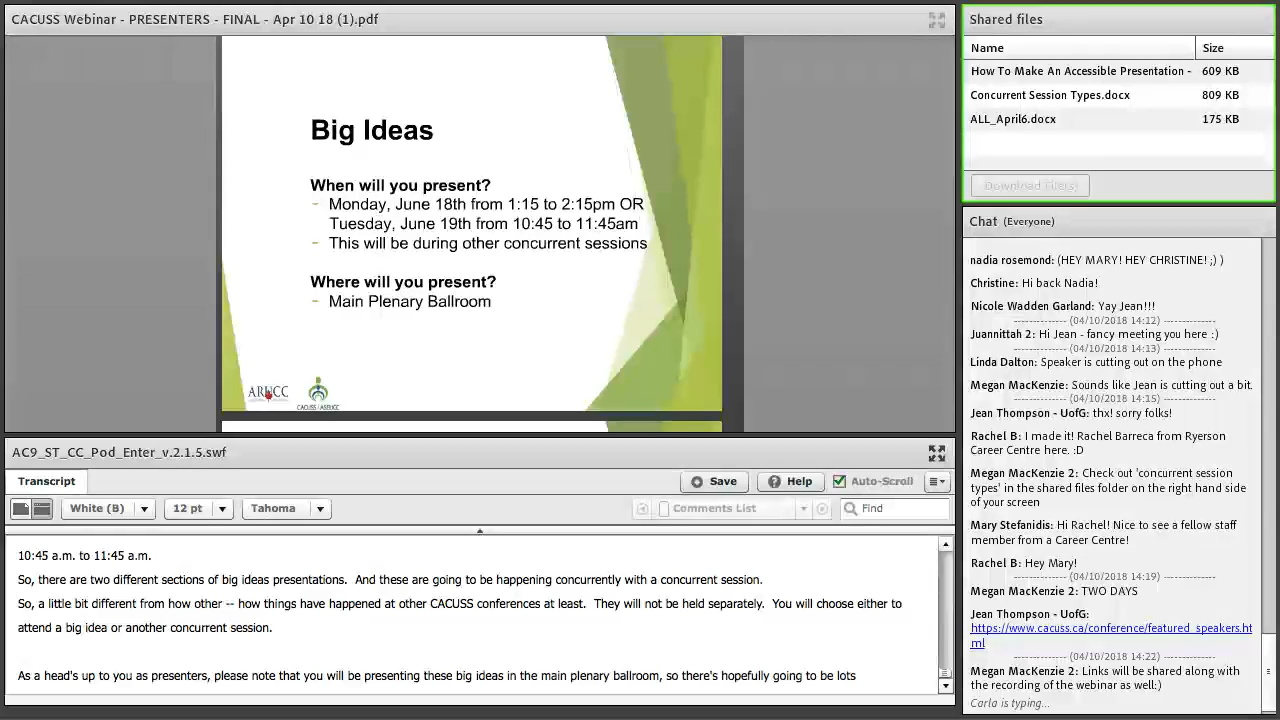 CACUSS Webinar - PRESENTERS - FINAL - Apr 10 18 (1).pdf
Big Ideas
When will you present?
- Monday, June 18th from 1:15 to 2:15pm OR
Tuesday, June 19th from 10:45 to 11:45am
- This will be during other concurrent sessions
Where will you present?
- Main Plenary Ballroom
ARUCC
CACUSS / ASEUCC
AC9_ST_CC_Pod_Enter_v.2.1.5.swf
Transcript
Save
Help
Auto-Scroll
White (B)
12 pt
Tahoma
Comments List
Find
10:45 a.m. to 11:45 a.m.
So, there are two different sections of big ideas presentations.  And these are going to be happening concurrently with a concurrent session.
So, a little bit different from how other -- how things have happened at other CACUSS conferences at least.  They will not be held separately.  You will choose either to
attend a big idea or another concurrent session.
As a head's up to you as presenters, please note that you will be presenting these big ideas in the main plenary ballroom, so there's hopefully going to be lots
Shared files
Name Size
How To Make An Accessible Presentation - 609 KB
Concurrent Session Types.docx 809 KB
ALL_April6.docx 175 KB
Download File(s)
Chat (Everyone)
nadia rosemond: (HEY MARY! HEY CHRISTINE! ;) )
Christine: Hi back Nadia!
Nicole Wadden Garland: Yay Jean!!!
-------------- (04/10/2018 14:12) --------------
Juannittah 2: Hi Jean - fancy meeting you here :)
-------------- (04/10/2018 14:13) --------------
Linda Dalton: Speaker is cutting out on the phone
Megan MacKenzie: Sounds like Jean is cutting out a bit.
-------------- (04/10/2018 14:15) --------------
Jean Thompson - UofG: thx! sorry folks!
Rachel B: I made it! Rachel Barreca from Ryerson
Career Centre here. :D
Megan MacKenzie 2: Check out 'concurrent session
types' in the shared files folder on the right hand side
of your screen
Mary Stefanidis: Hi Rachel! Nice to see a fellow staff
member from a Career Centre!
Rachel B: Hey Mary!
-------------- (04/10/2018 14:19) --------------
Megan MacKenzie 2: TWO DAYS
Jean Thompson - UofG:
https://www.cacuss.ca/conference/featured_speakers.ht
ml
-------------- (04/10/2018 14:22) --------------
Megan MacKenzie 2: Links will be shared along with
the recording of the webinar as well:)
Carla is typing...